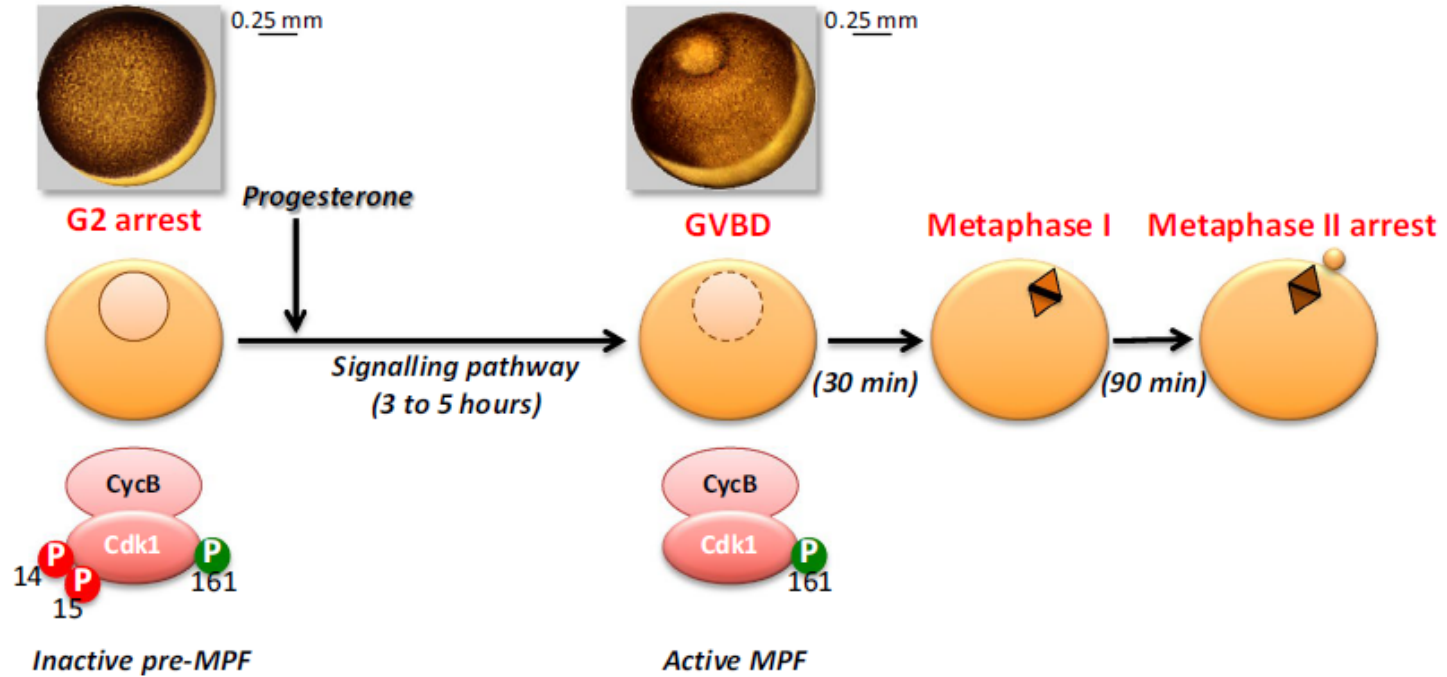 0.25 mm
0.25 mm
Progesterone
G2 arrest
GVBD
Metaphase I
Metaphase II arrest
Signalling pathway
(3 to 5 hours)
(30 min)
(90 min)
CycB
Cdk1
P
P
P
14
15
161
CycB
Cdk1
P
161
Inactive pre-MPF
Active MPF